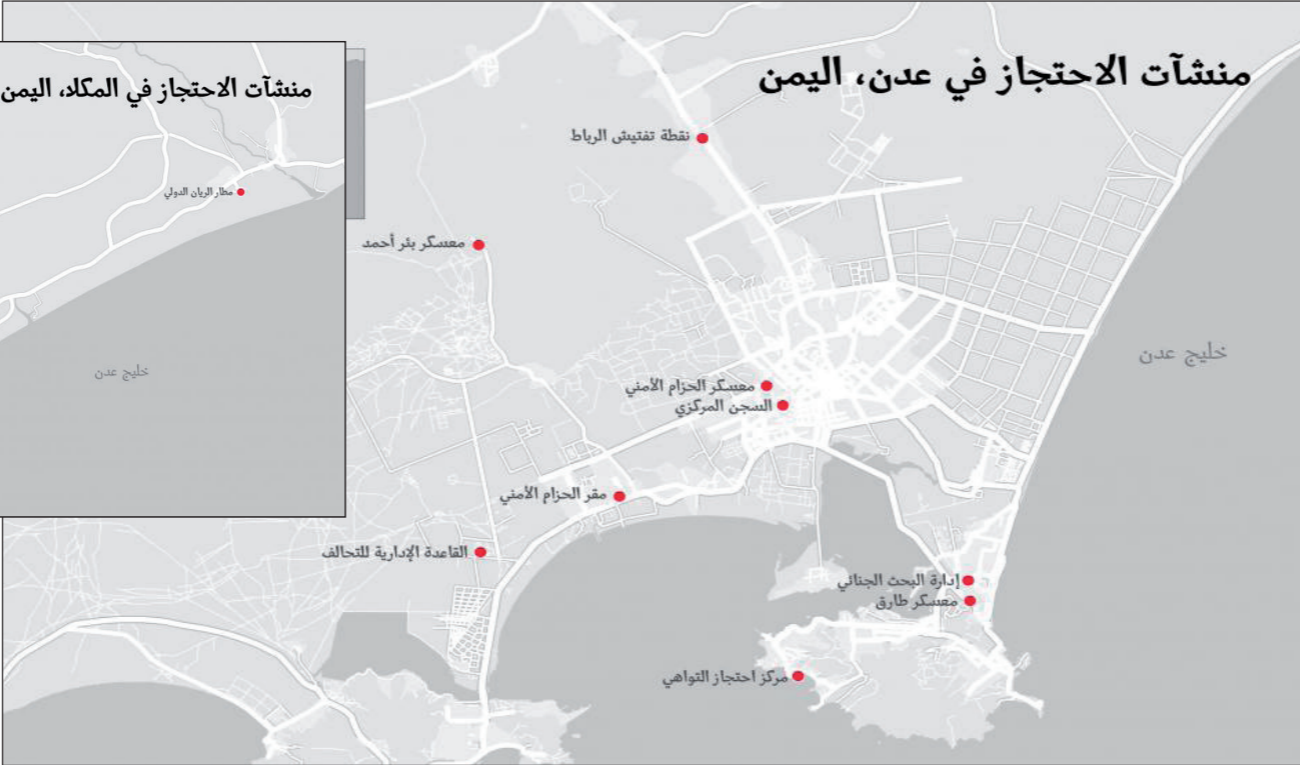 منشآت الاحتجاز في عدن، اليمن
منشآت الاحتجاز في المكلا، اليمن
مطار الريان الدولي
خليج عدن
نقطة تفتيش الرباط
معسكر بئر أحمد
خليج عدن
معسكر الحزام الأمني
السجن المركزي
مقر الحزام الأمني
القاعدة الإدارية للتحالف
إدارة البحث الجنائي
معسكر طارق
مركز احتجاز التواهي